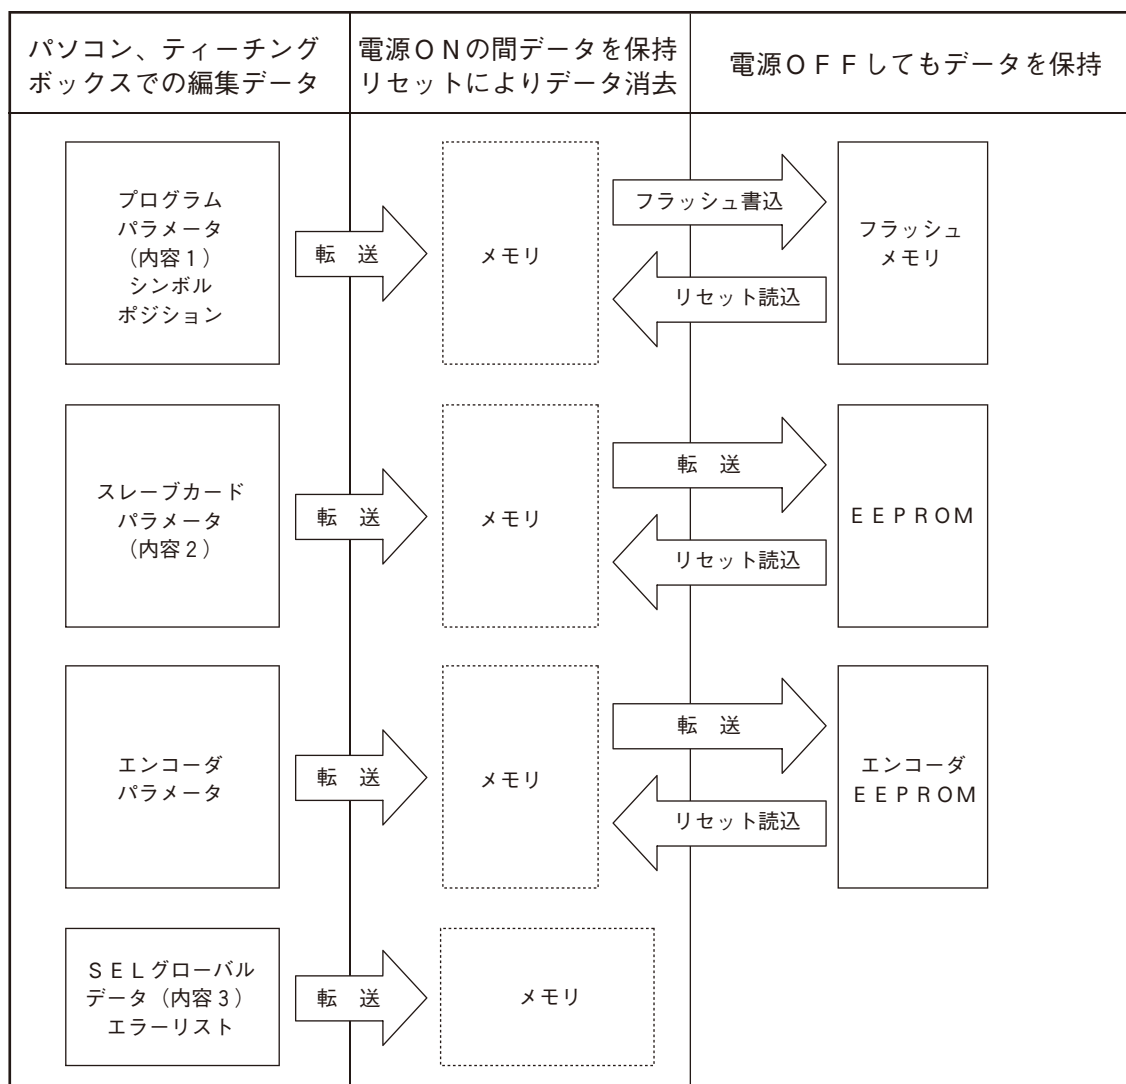 パソコン、ティーチング
ボックスでの編集データ
電源ＯＮの間データを保持
リセットによりデータ消去
電源ＯＦＦしてもデータを保持
プログラム
パラメータ
（内容１）
シンボル
ポジション
転　送
メモリ
フラッシュ書込
リセット読込
フラッシュ
メモリ
スレーブカード
パラメータ
（内容２）
転　送
メモリ
転　送
リセット読込
ＥＥＰＲＯＭ
エンコーダ
パラメータ
転　送
メモリ
転　送
リセット読込
エンコーダ
ＥＥＰＲＯＭ
ＳＥＬグローバル
データ（内容３）
エラーリスト
転　送
メモリ